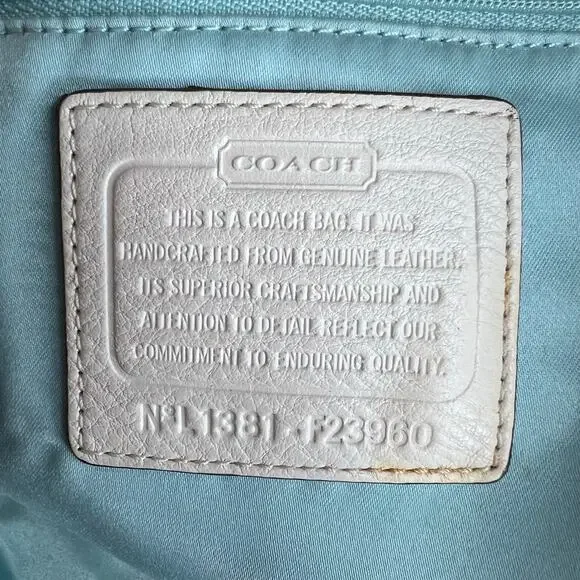 COACH
THIS IS A COACH BAG. IT WAS
HANDCRAFTED FROM GENUINE LEATHER.
ITS SUPERIOR CRAFTSMANSHIP AND
ATTENTION TO DETAIL REFLECT OUR
COMMITMENT TO ENDURING QUALITY.
Nº L1381-F23960